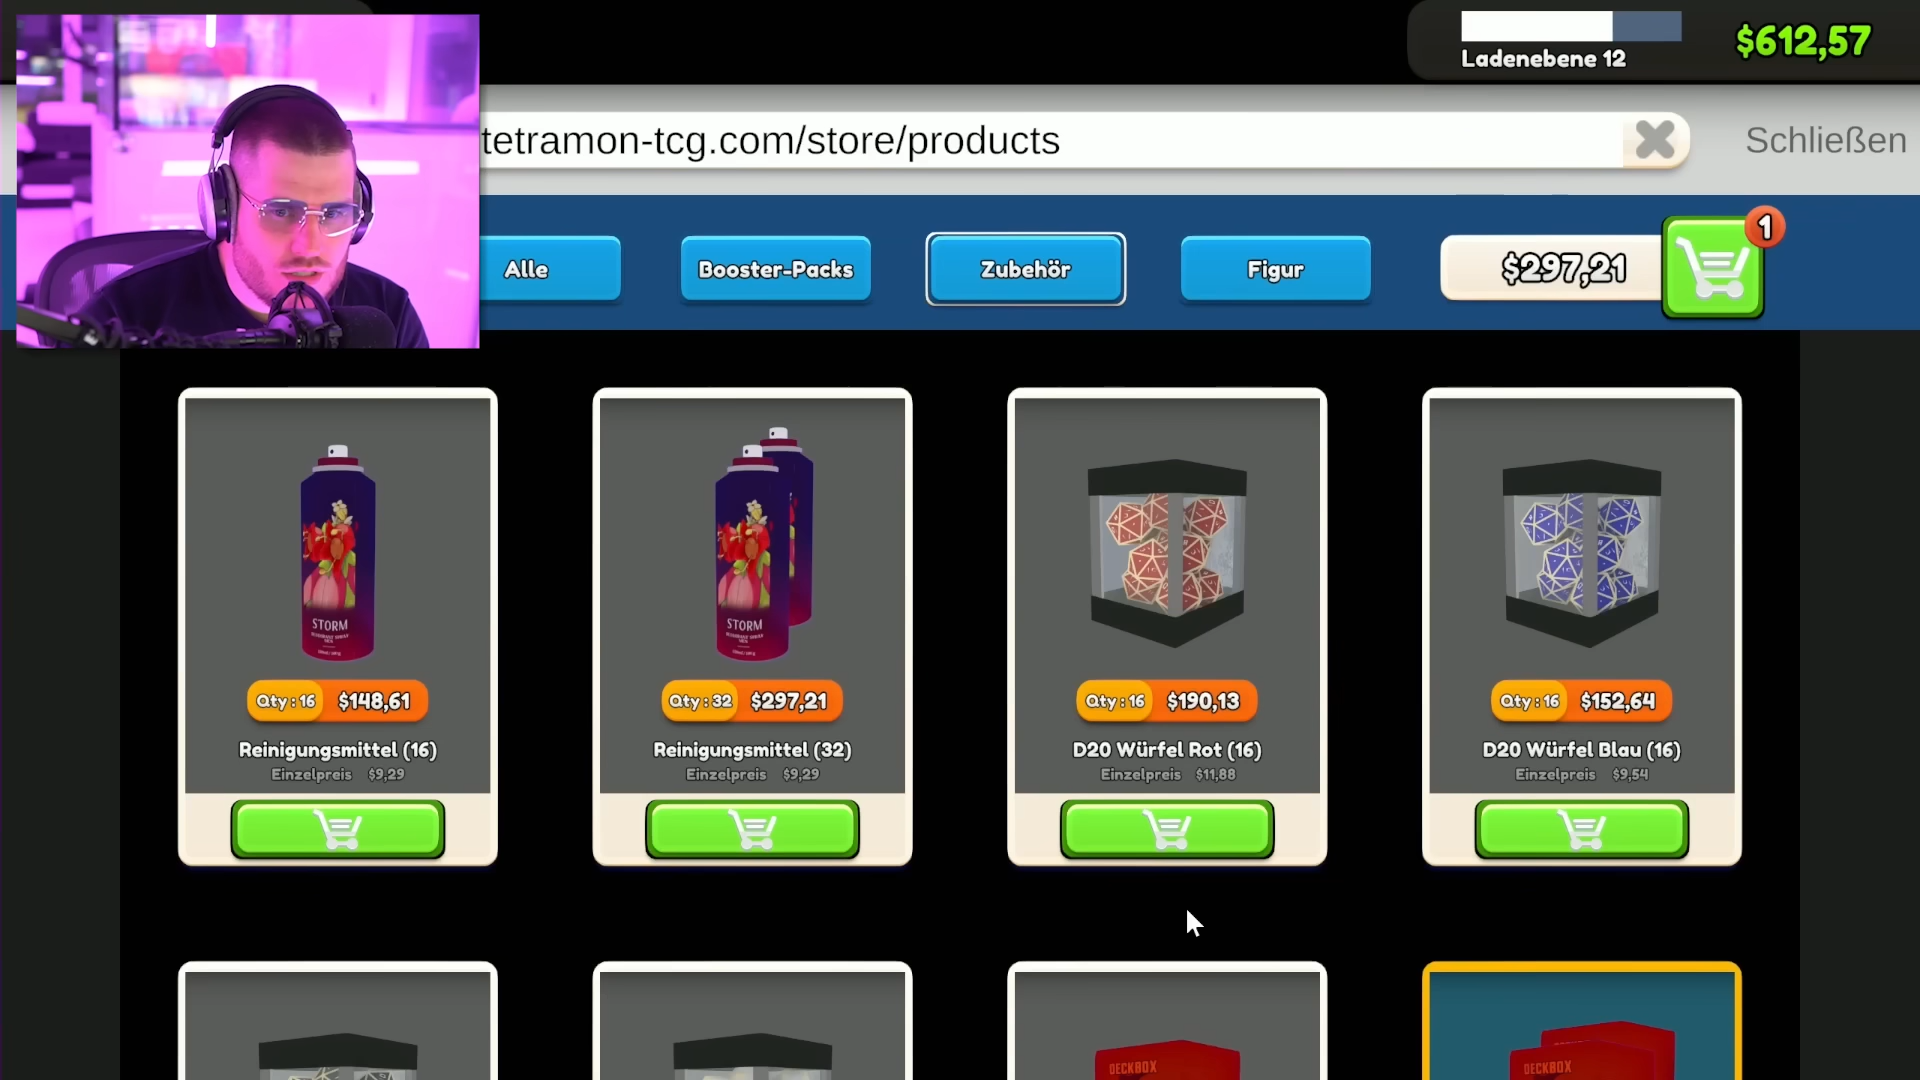 Ladenebene 12
$612,57
tetramon-tcg.com/store/products
Schließen
Alle
Booster-Packs
Zubehör
Figur
$297,21
1
STORM
Qty : 16 $148,61
Reinigungsmittel (16)
Einzelpreis $9,29
STORM
Qty : 32 $297,21
Reinigungsmittel (32)
Einzelpreis $9,29
Qty : 16 $190,13
D20 Würfel Rot (16)
Einzelpreis $11,88
Qty : 16 $152,64
D20 Würfel Blau (16)
Einzelpreis $9,54
DECKBOX
DECKBOX